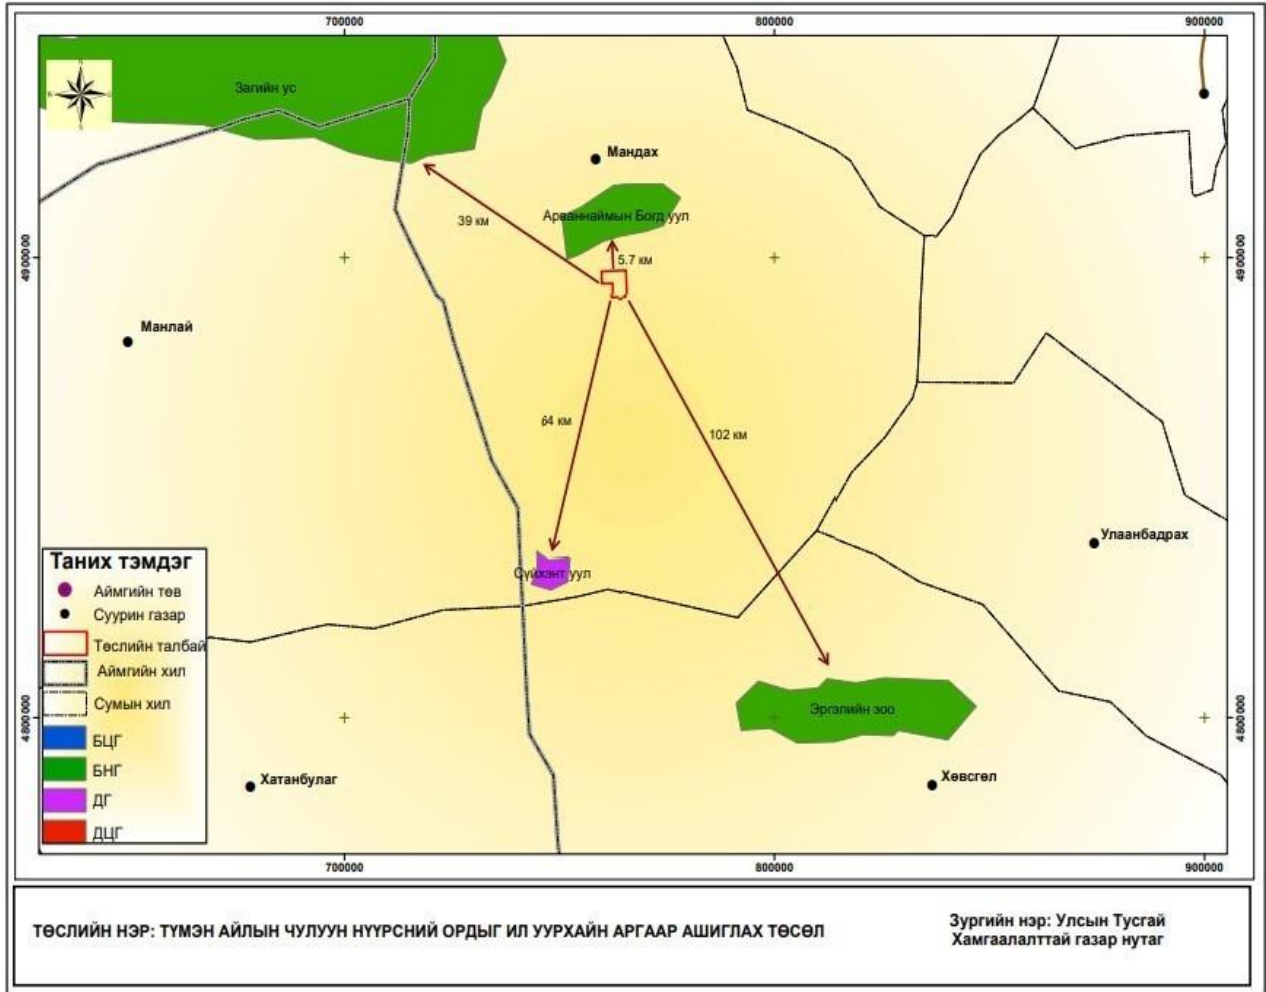 700000
800000
900000
Загийн ус
Мандах
Арваннаймын Богд уул
39 км
5.7 км
4900000
4900000
Манлай
64 км
102 км
Улаанбадрах
Сүйхэнт уул
Таних тэмдэг
Аймгийн төв
Суурин газар
Төслийн талбай
Аймгийн хил
Сумын хил
БЦГ
БНГ
ДГ
ДЦГ
Эргэлийн зоо
4800000
4800000
Хатанбулаг
Хөвсгөл
700000
800000
900000
ТӨСЛИЙН НЭР: ТҮМЭН АЙЛЫН ЧУЛУУН НҮҮРСНИЙ ОРДЫГ ИЛ УУРХАЙН АРГААР АШИГЛАХ ТӨСӨЛ
Зургийн нэр: Улсын Тусгай
Хамгаалалттай газар нутаг